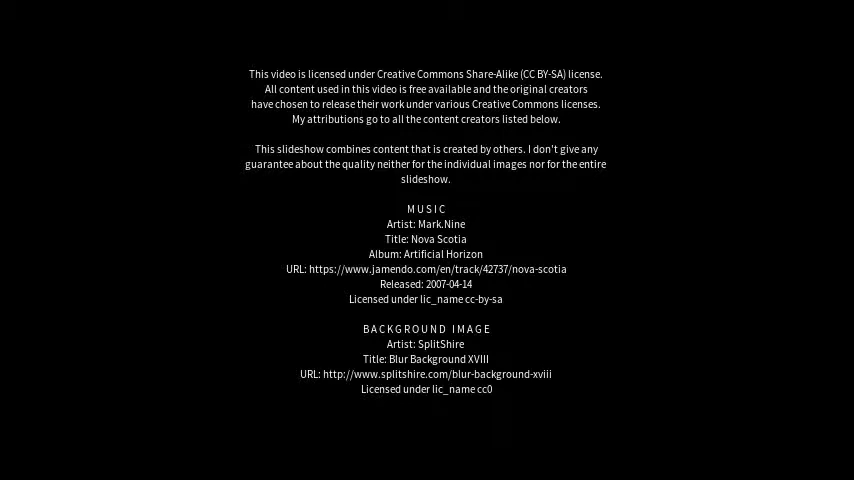 This video is licensed under Creative Commons Share-Alike (CC BY-SA) license.
All content used in this video is free available and the original creators
have chosen to release their work under various Creative Commons licenses.
My attributions go to all the content creators listed below.
This slideshow combines content that is created by others. I don't give any
guarantee about the quality neither for the individual images nor for the entire
slideshow.
MUSIC
Artist: Mark.Nine
Title: Nova Scotia
Album: Artificial Horizon
URL: https://www.jamendo.com/en/track/42737/nova-scotia
Released: 2007-04-14
Licensed under lic_name cc-by-sa
BACKGROUND IMAGE
Artist: SplitShire
Title: Blur Background XVIII
URL: http://www.splitshire.com/blur-background-xviii
Licensed under lic_name cc0